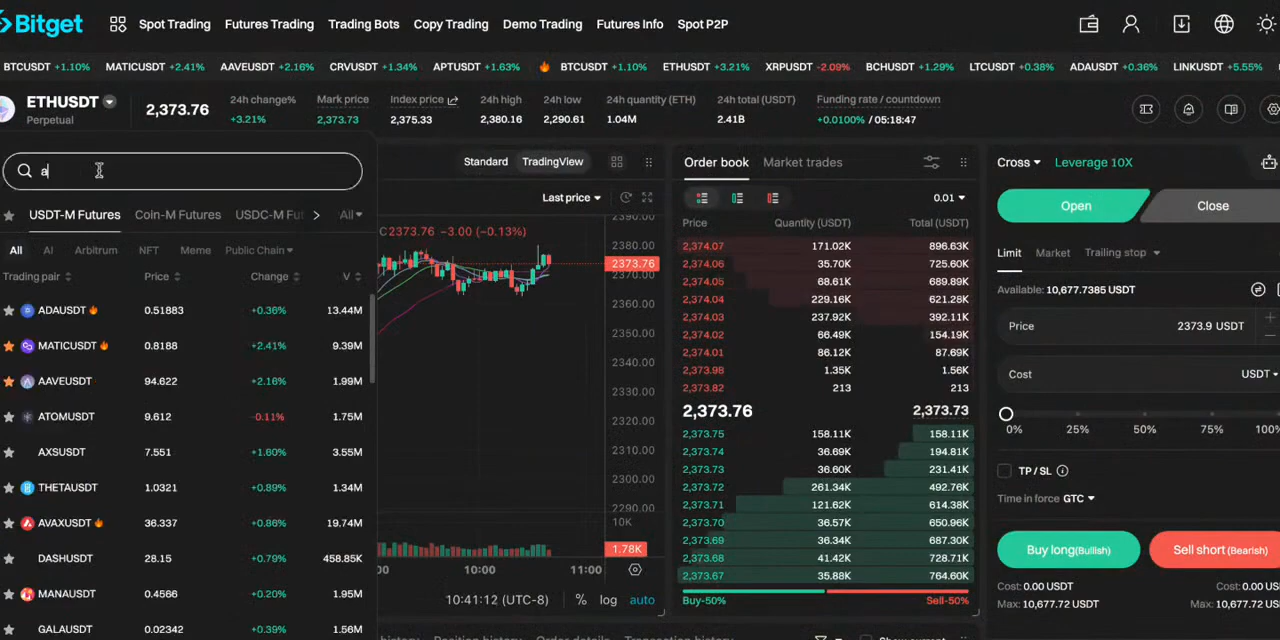 Bitget Spot Trading Futures Trading Trading Bots Copy Trading Demo Trading Futures Info Spot P2P
BTCUSDT +1.10% MATICUSDT +2.41% AAVEUSDT +2.16% CRVUSDT +1.34% APTUSDT +1.63% BTCUSDT +1.10% ETHUSDT +3.21% XRPUSDT -2.09% BCHUSDT +1.29% LTCUSDT +0.38% ADAUSDT +0.36% LINKUSDT +5.55%
ETHUSDT
Perpetual
2,373.76
24h change% Mark price Index price 24h high 24h low 24h quantity (ETH) 24h total (USDT) Funding rate / countdown
+3.21% 2,373.73 2,375.33 2,380.16 2,290.61 1.04M 2.41B +0.0100% / 05:18:47
a
USDT-M Futures Coin-M Futures USDC-M Fut All
All AI Arbitrum NFT Meme Public Chain
Trading pair Price Change V
ADAUSDT 0.51883 +0.36% 13.44M
MATICUSDT 0.8188 +2.41% 9.39M
AAVEUSDT 94.622 +2.16% 1.99M
ATOMUSDT 9.612 -0.11% 1.75M
AXSUSDT 7.551 +1.80% 3.55M
THETAUSDT 1.0321 +0.89% 1.34M
AVAXUSDT 36.337 +0.86% 19.74M
DASHUSDT 28.15 +0.79% 458.85K
MANAUSDT 0.4566 +0.20% 1.95M
GALAUSDT 0.02342 +0.39% 1.56M
Standard TradingView
Last price
C2373.76 -3.00 (-0.13%)
2390.00
2380.00
2373.76
2370.00
2360.00
2350.00
2340.00
2330.00
2320.00
2310.00
2300.00
2290.00
10K
1.78K
10:00 11:00
10:41:12 (UTC-8) % log auto
Order book Market trades
0.01
Price Quantity (USDT) Total (USDT)
2,374.07 171.02K 896.63K
2,374.06 35.70K 725.60K
2,374.05 68.61K 689.89K
2,374.04 229.16K 621.28K
2,374.03 237.92K 392.11K
2,374.02 66.49K 154.19K
2,374.01 86.12K 87.69K
2,373.98 1.35K 1.56K
2,373.82 213 213
2,373.76 2,373.73
2,373.75 158.11K 158.11K
2,373.74 36.69K 194.81K
2,373.73 36.60K 231.41K
2,373.72 261.34K 492.76K
2,373.71 121.62K 614.38K
2,373.70 36.57K 650.96K
2,373.69 36.34K 687.30K
2,373.68 41.42K 728.71K
2,373.67 35.88K 764.60K
Buy-50% Sell-50%
Cross Leverage 10X
Open Close
Limit Market Trailing stop
Available: 10,677.7385 USDT
Price 2373.9 USDT
Cost USDT
0% 25% 50% 75% 100%
TP / SL
Time in force GTC
Buy long(Bullish) Sell short (Bearish)
Cost: 0.00 USDT Cost: 0.00 USD
Max: 10,677.72 USDT Max: 10,677.72 USD
Position history Order details Transaction history Show current